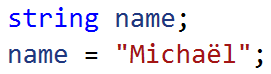 string name;
name = "Michaël";